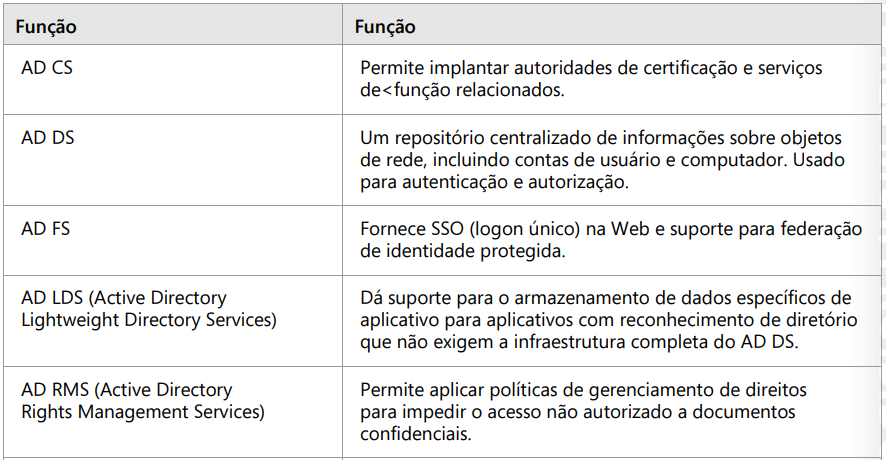 Função
Função
AD CS
Permite implantar autoridades de certificação e serviços
de<função relacionados.
AD DS
Um repositório centralizado de informações sobre objetos
de rede, incluindo contas de usuário e computador. Usado
para autenticação e autorização.
AD FS
Fornece SSO (logon único) na Web e suporte para federação
de identidade protegida.
AD LDS (Active Directory
Lightweight Directory Services)
Dá suporte para o armazenamento de dados específicos de
aplicativo para aplicativos com reconhecimento de diretório
que não exigem a infraestrutura completa do AD DS.
AD RMS (Active Directory
Rights Management Services)
Permite aplicar políticas de gerenciamento de direitos
para impedir o acesso não autorizado a documentos
confidenciais.